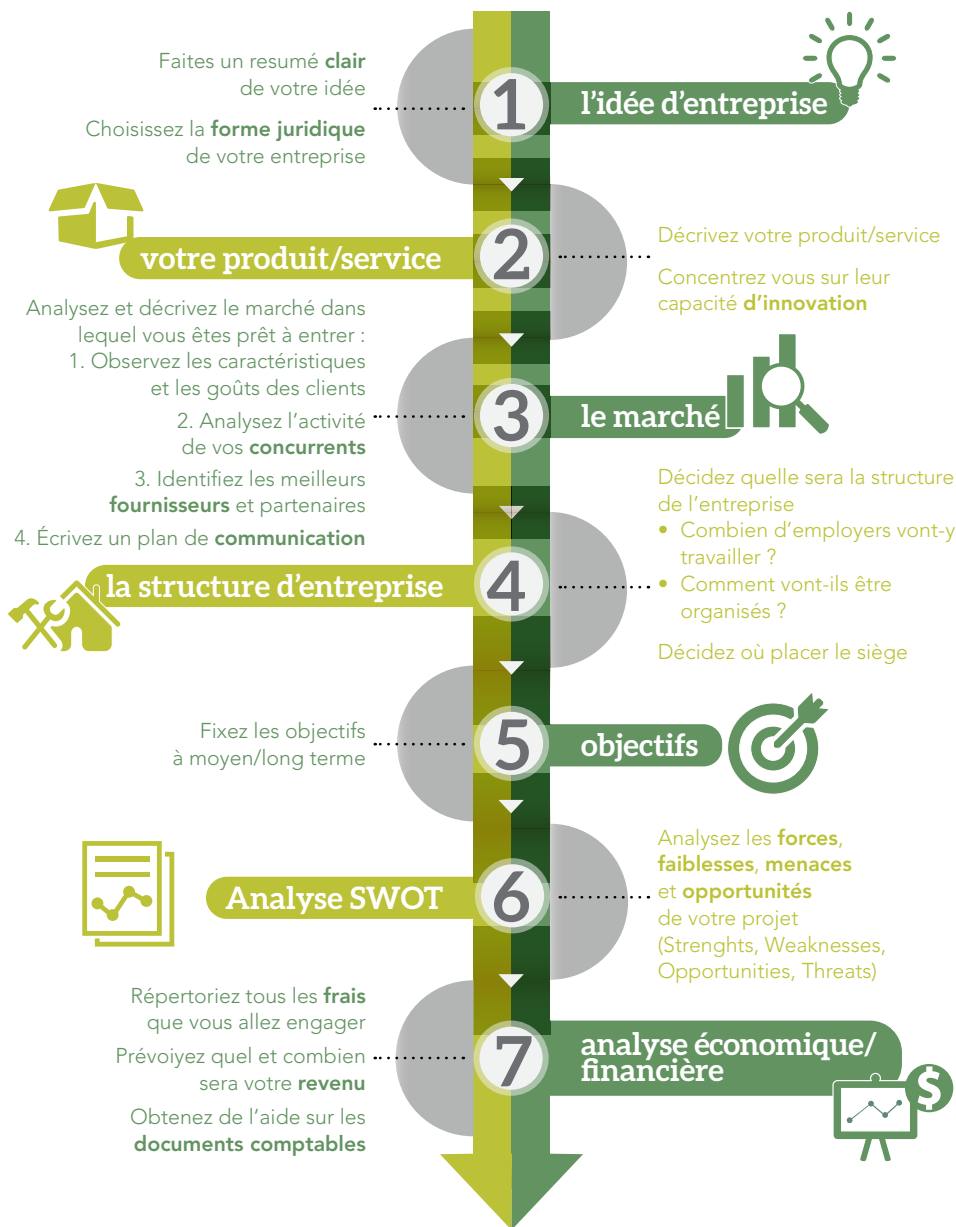 Faites un resumé clair
de votre idée
Choisissez la forme juridique
de votre entreprise
1
l'idée d'entreprise
votre produit/service
2
Décrivez votre produit/service
Concentrez vous sur leur
capacité d'innovation
Analysez et décrivez le marché dans
lequel vous êtes prêt à entrer :
1. Observez les caractéristiques
et les goûts des clients
2. Analysez l'activité
de vos concurrents
3. Identifiez les meilleurs
fournisseurs et partenaires
4. Écrivez un plan de communication
3
le marché
la structure d'entreprise
4
Décidez quelle sera la structure
de l'entreprise
• Combien d'employers vont-y
travailler ?
• Comment vont-ils être
organisés ?
Décidez où placer le siège
Fixez les objectifs
à moyen/long terme
5
objectifs
Analyse SWOT
6
Analysez les forces,
faiblesses, menaces
et opportunités
de votre projet
(Strenghts, Weaknesses,
Opportunities, Threats)
Répertoriez tous les frais
que vous allez engager
Prévoiyez quel et combien
sera votre revenu
Obtenez de l'aide sur les
documents comptables
7
analyse économique/
financière
$